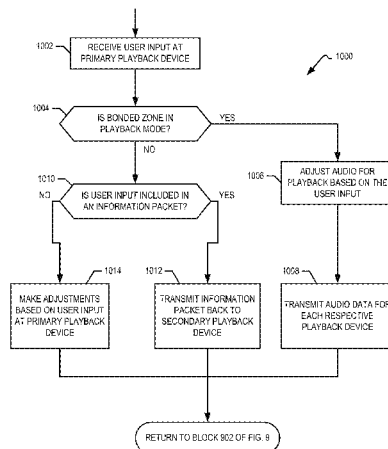 1002
RECEIVE USER INPUT AT
PRIMARY PLAYBACK DEVICE
1000
1004
IS BONDED ZONE IN
PLAYBACK MODE?
YES
NO
1010
IS USER INPUT INCLUDED IN
AN INFORMATION PACKET?
NO
YES
1006
ADJUST AUDIO FOR
PLAYBACK BASED ON THE
USER INPUT
1014
MAKE ADJUSTMENTS
BASED ON USER INPUT
AT PRIMARY PLAYBACK
DEVICE
1012
TRANSMIT INFORMATION
PACKET BACK TO
SECONDARY PLAYBACK
DEVICE
1008
TRANSMIT AUDIO DATA FOR
EACH RESPECTIVE
PLAYBACK DEVICE
RETURN TO BLOCK 902 OF FIG. 9